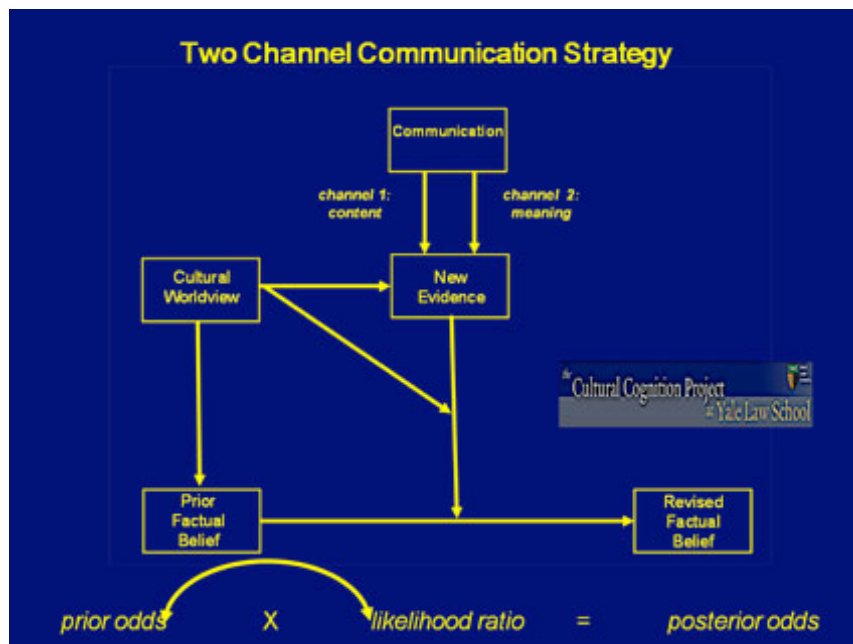 Two Channel Communication Strategy
Communication
channel 1:
content
channel 2:
meaning
Cultural
Worldview
New
Evidence
the Cultural Cognition Project
at Yale Law School
Prior
Factual
Belief
Revised
Factual
Belief
prior odds X likelihood ratio = posterior odds